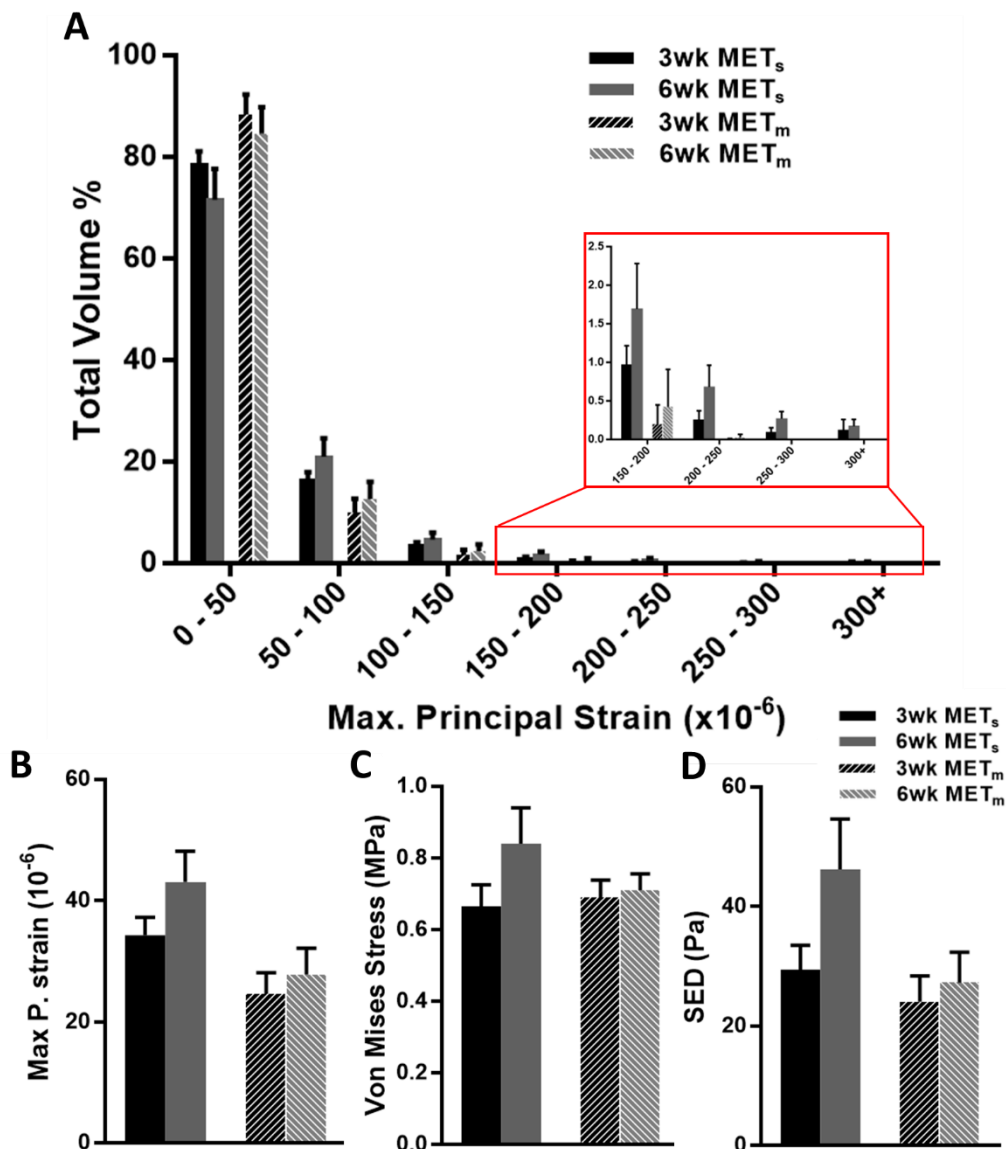 A
100
80
60
40
20
0
Total Volume %
3wk METs
6wk METs
3wk METm
6wk METm
2.5
2.0
1.5
1.0
0.5
0.0
150 - 200
200 - 250
250 - 300
300+
0 - 50
50 - 100
100 - 150
150 - 200
200 - 250
250 - 300
300+
Max. Principal Strain (x10-6)
3wk METs
6wk METs
3wk METm
6wk METm
B
60
40
20
0
Max P. strain (10-6)
C
1.0
0.8
0.6
0.4
0.2
0.0
Von Mises Stress (MPa)
D
60
40
20
0
SED (Pa)